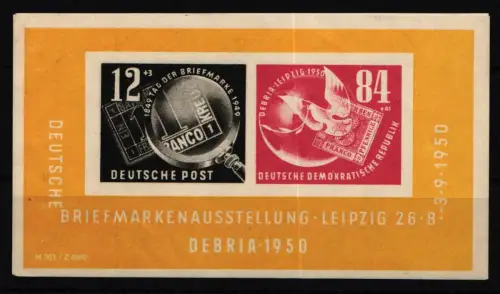 12 +3
1849 TAG DER BRIEFMARKE 1949
DEUTSCHE POST
DEBRIA-LEIPZIG 1950
84
+41
DEUTSCHE DEMOKRATISCHE REPUBLIK
DEUTSCHE
BRIEFMARKENAUSSTELLUNG · LEIPZIG 26·8·
-3·9·1950
DEBRIA·1950